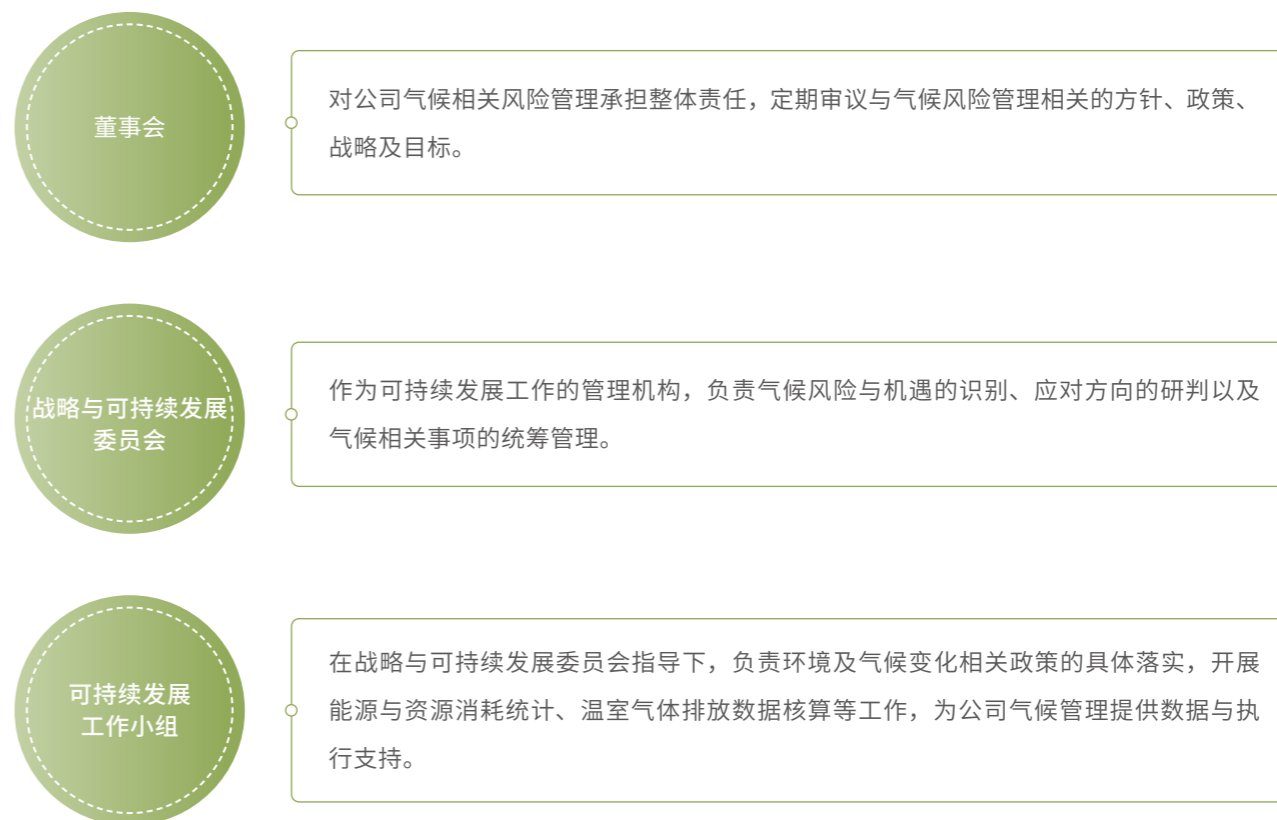 董事会
对公司气候相关风险管理承担整体责任，定期审议与气候风险管理相关的方针、政策、
战略及目标。
战略与可持续发展
委员会
作为可持续发展工作的管理机构，负责气候风险与机遇的识别、应对方向的研判以及
气候相关事项的统筹管理。
可持续发展
工作小组
在战略与可持续发展委员会指导下，负责环境及气候变化相关政策的具体落实，开展
能源与资源消耗统计、温室气体排放数据核算等工作，为公司气候管理提供数据与执
行支持。